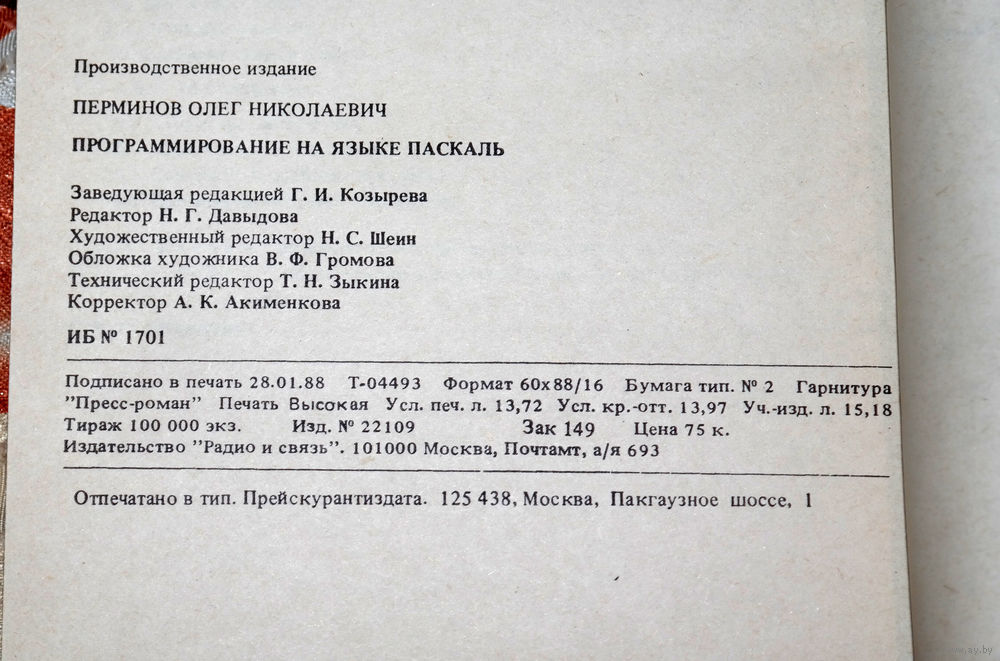 Производственное издание
ПЕРМИНОВ ОЛЕГ НИКОЛАЕВИЧ
ПРОГРАММИРОВАНИЕ НА ЯЗЫКЕ ПАСКАЛЬ
Заведующая редакцией Г. И. Козырева
Редактор Н. Г. Давыдова
Художественный редактор Н. С. Шеин
Обложка художника В. Ф. Громова
Технический редактор Т. Н. Зыкина
Корректор А. К. Акименкова
ИБ № 1701
Подписано в печать 28.01.88 Т-04493 Формат 60х88/16 Бумага тип. № 2 Гарнитура
"Пресс-роман" Печать Высокая Усл. печ. л. 13,72 Усл. кр.-отт. 13,97 Уч.-изд. л. 15,18
Тираж 100 000 экз. Изд. № 22109 Зак 149 Цена 75 к.
Издательство "Радио и связь". 101000 Москва, Почтамт, а/я 693
Отпечатано в тип. Прейскурантиздата. 125 438, Москва, Пакгаузное шоссе, 1
www.ay.by